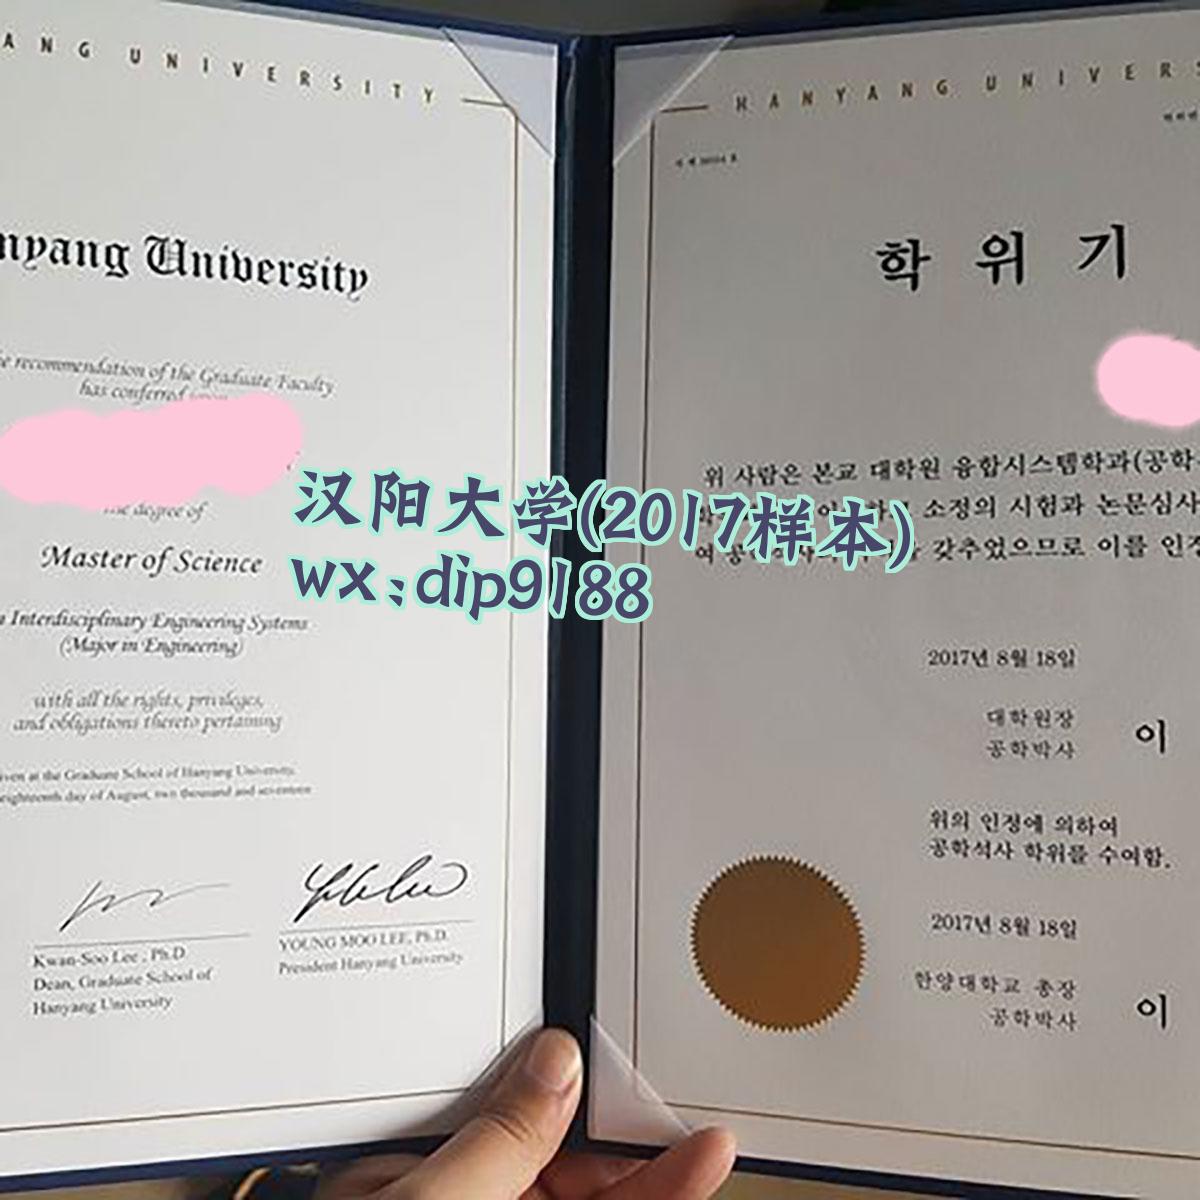 ANG UNIVERSITY
nyang University
e recommendation of the Graduate Faculty
has conferred upon
the degree of
Master of Science
Interdisciplinary Engineering Systems
(Major in Engineering)
with all the rights, privileges,
and obligations thereto pertaining
iven at the Graduate School of Hanyang University,
eighteenth day of August, two thousand and seventeen
Kwan-Soo Lee, Ph.D.
Dean, Graduate School of
Hanyang University
YOUNG MOO LEE, Ph.D.
President Hanyang University
HANYANG UNIVERS
학위기
위 사람은 본교 대학원 융합시스템학과(공학
소정의 시험과 논문심사
갖추었으므로 이를 인정
2017년 8월 18일
대학원장
공학박사 이
위의 인정에 의하여
공학석사 학위를 수여함.
2017년 8월 18일
한양대학교 총장
공학박사 이
汉阳大学(2017样本)
wx:dip9188